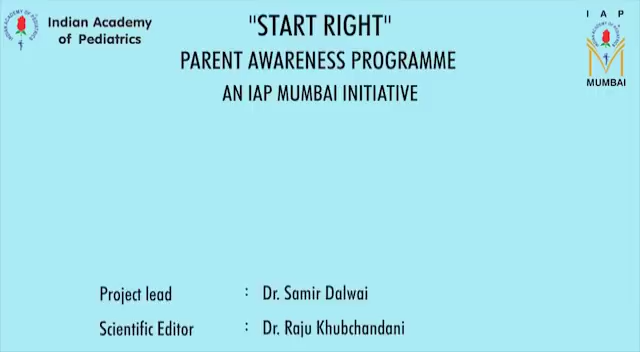 Indian Academy
of Pediatrics
"START RIGHT"
PARENT AWARENESS PROGRAMME
AN IAP MUMBAI INITIATIVE
I A P
MUMBAI
Project lead : Dr. Samir Dalwai
Scientific Editor : Dr. Raju Khubchandani